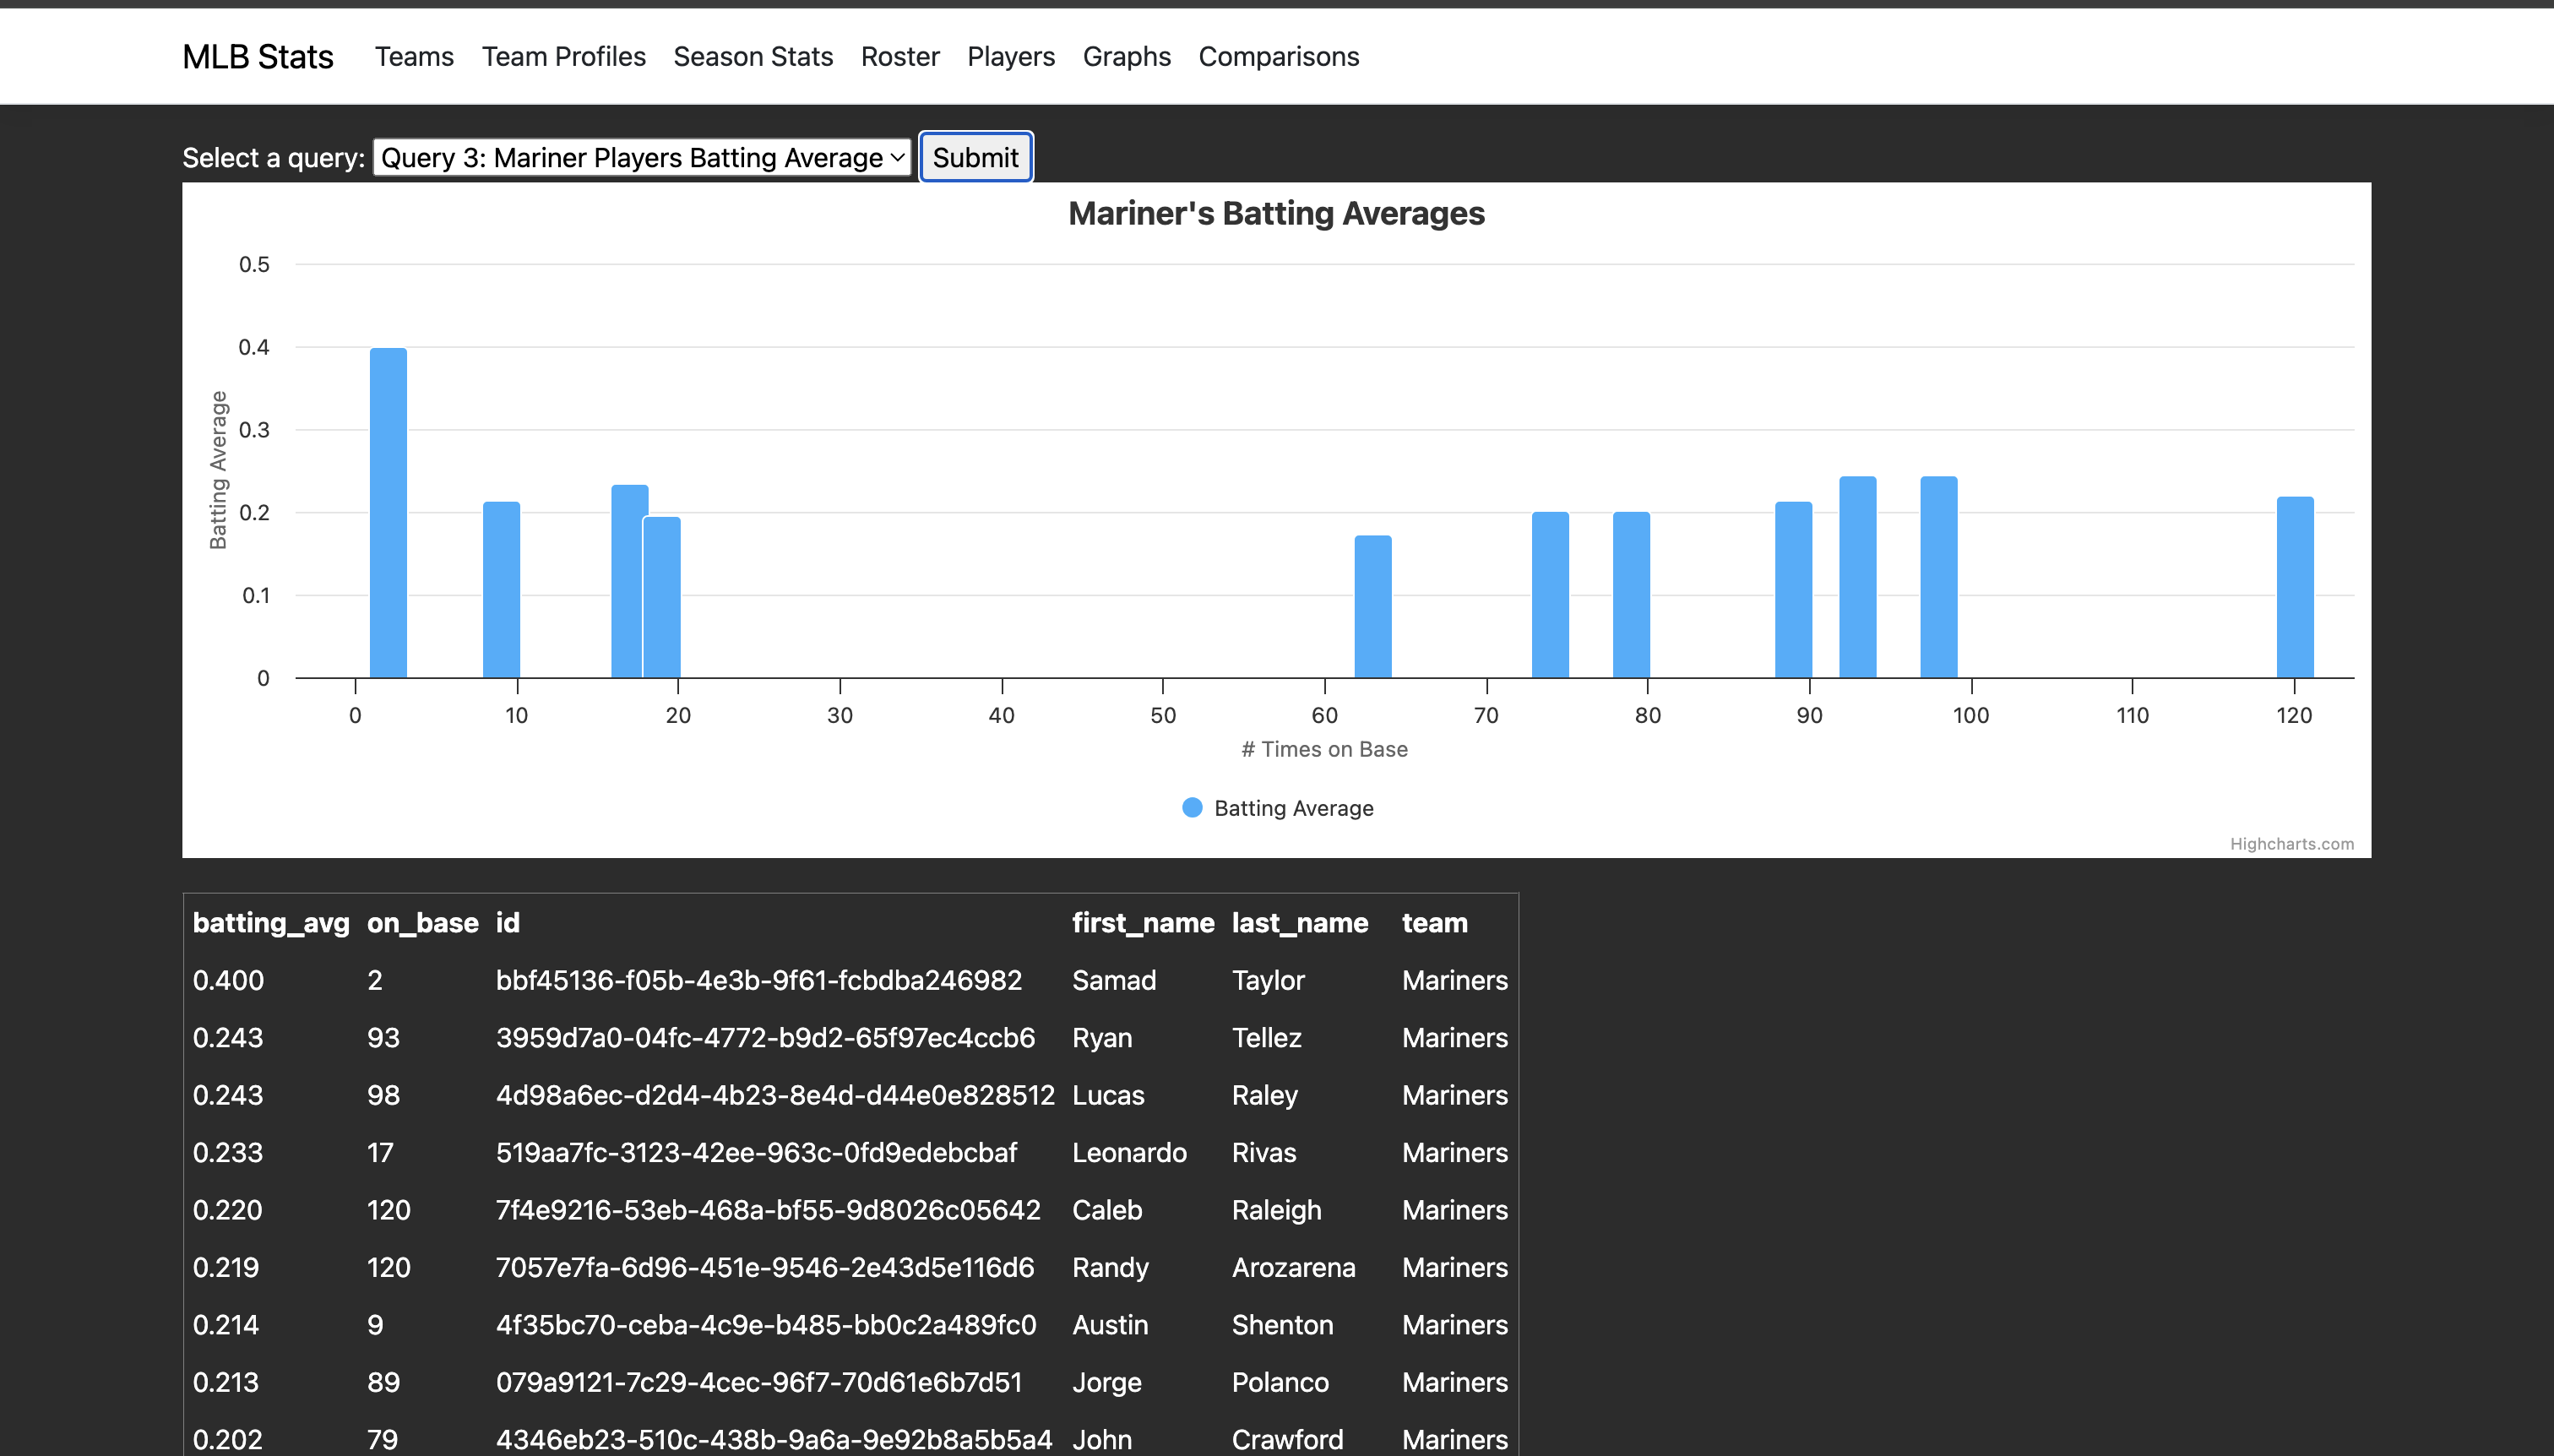 MLB Stats Teams Team Profiles Season Stats Roster Players Graphs Comparisons
Select a query: Query 3: Mariner Players Batting Average Submit
Mariner's Batting Averages
0.5
0.4
0.3
0.2
0.1
0
Batting Average
0 10 20 30 40 50 60 70 80 90 100 110 120
# Times on Base
Batting Average
Highcharts.com
batting_avg on_base id first_name last_name team
0.400 2 bbf45136-f05b-4e3b-9f61-fcbdba246982 Samad Taylor Mariners
0.243 93 3959d7a0-04fc-4772-b9d2-65f97ec4ccb6 Ryan Tellez Mariners
0.243 98 4d98a6ec-d2d4-4b23-8e4d-d44e0e828512 Lucas Raley Mariners
0.233 17 519aa7fc-3123-42ee-963c-0fd9edebcbaf Leonardo Rivas Mariners
0.220 120 7f4e9216-53eb-468a-bf55-9d8026c05642 Caleb Raleigh Mariners
0.219 120 7057e7fa-6d96-451e-9546-2e43d5e116d6 Randy Arozarena Mariners
0.214 9 4f35bc70-ceba-4c9e-b485-bb0c2a489fc0 Austin Shenton Mariners
0.213 89 079a9121-7c29-4cec-96f7-70d61e6b7d51 Jorge Polanco Mariners
0.202 79 4346eb23-510c-438b-9a6a-9e92b8a5b5a4 John Crawford Mariners